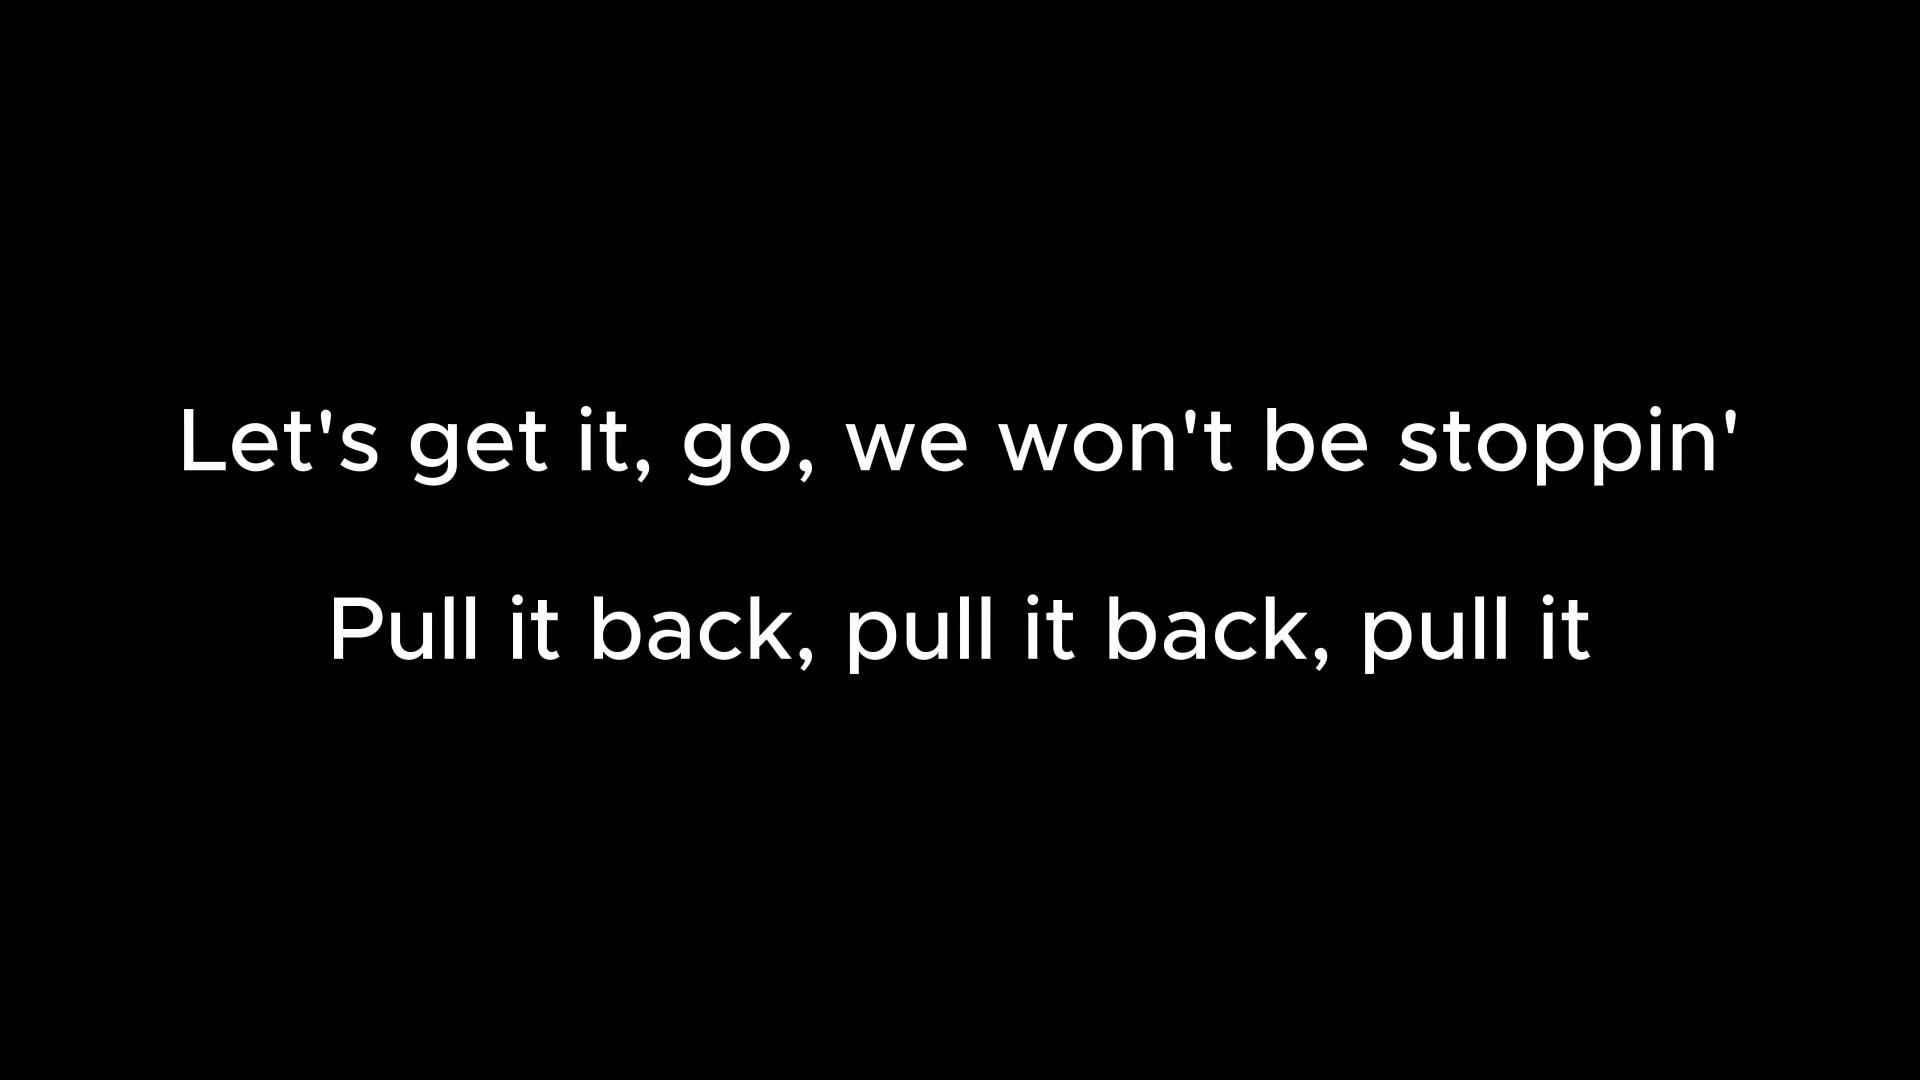 Let's get it, go, we won't be stoppin'
Pull it back, pull it back, pull it